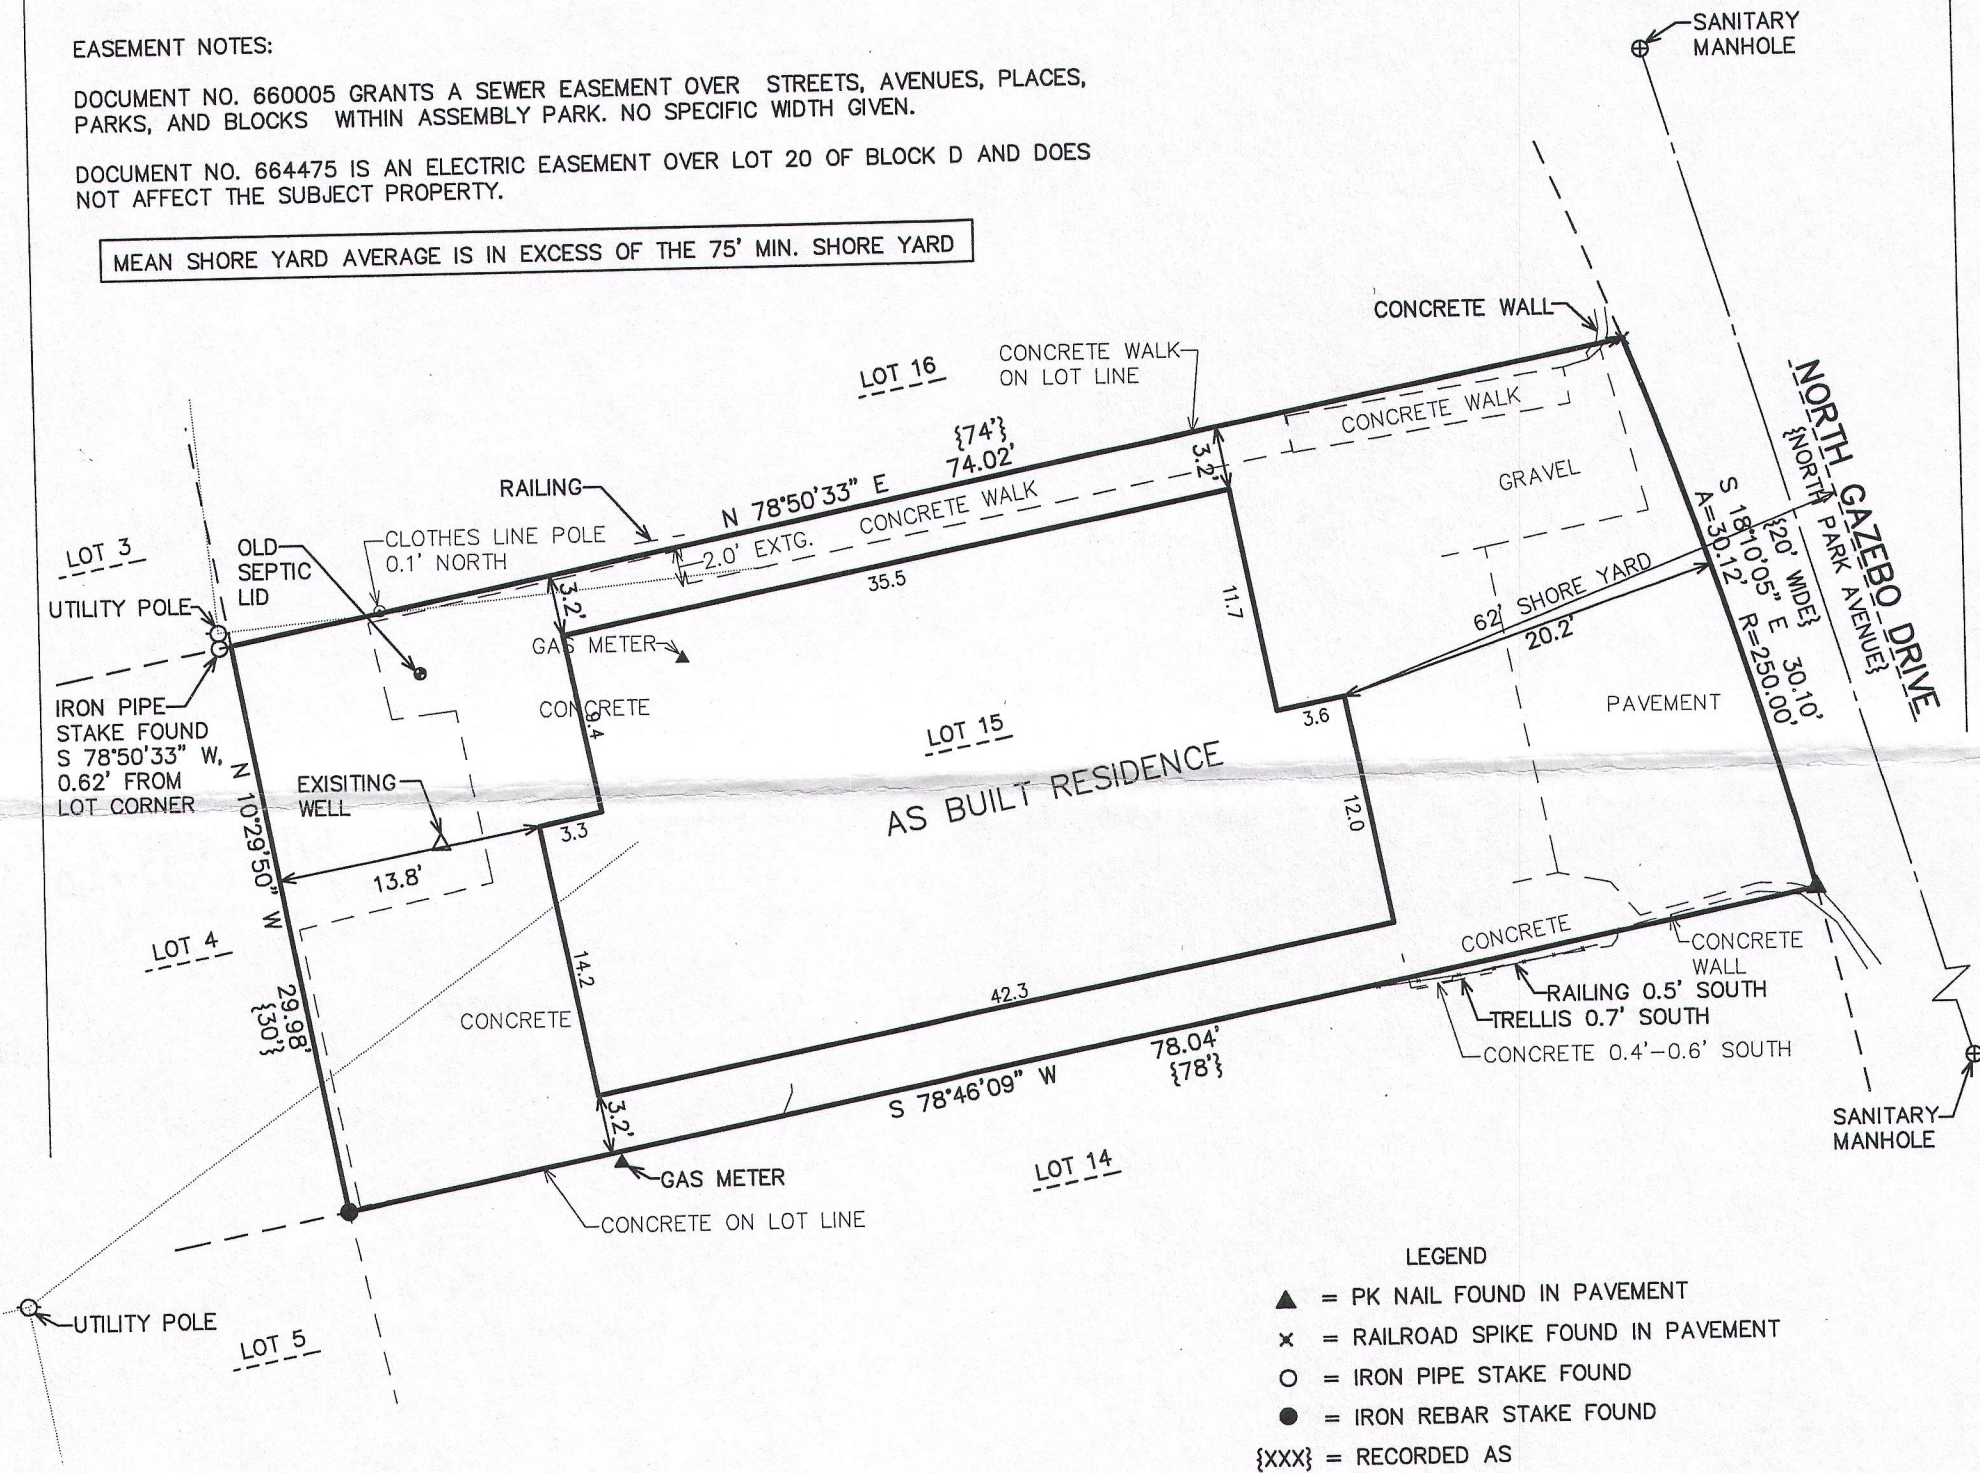 EASEMENT NOTES:
DOCUMENT NO. 660005 GRANTS A SEWER EASEMENT OVER STREETS, AVENUES, PLACES,
PARKS, AND BLOCKS WITHIN ASSEMBLY PARK. NO SPECIFIC WIDTH GIVEN.
DOCUMENT NO. 664475 IS AN ELECTRIC EASEMENT OVER LOT 20 OF BLOCK D AND DOES
NOT AFFECT THE SUBJECT PROPERTY.
MEAN SHORE YARD AVERAGE IS IN EXCESS OF THE 75' MIN. SHORE YARD
SANITARY
MANHOLE
CONCRETE WALL
CONCRETE WALK
ON LOT LINE
LOT 16
{74'}
74.02'
N 78°50'33" E
CONCRETE WALK
CONCRETE WALK
3.2'
GRAVEL
NORTH GAZEBO DRIVE
{NORTH PARK AVENUE}
{20' WIDE}
S 18°10'05" E 30.10'
A=30.12' R=250.00'
RAILING
CLOTHES LINE POLE
0.1' NORTH
2.0' EXTG.
35.5
11.7
62' SHORE YARD
20.2'
LOT 3
OLD
SEPTIC
LID
UTILITY POLE
3.2'
GAS METER
CONCRETE
9.4
IRON PIPE
STAKE FOUND
S 78°50'33" W,
0.62' FROM
LOT CORNER
N 10°29'50" W
29.98'
{30'}
EXISITING
WELL
3.3
13.8'
LOT 15
AS BUILT RESIDENCE
3.6
12.0
PAVEMENT
LOT 4
14.2
CONCRETE
42.3
CONCRETE
CONCRETE
WALL
RAILING 0.5' SOUTH
TRELLIS 0.7' SOUTH
CONCRETE 0.4'-0.6' SOUTH
78.04'
{78'}
S 78°46'09" W
3.2'
GAS METER
CONCRETE ON LOT LINE
LOT 14
SANITARY
MANHOLE
UTILITY POLE
LOT 5
LEGEND
▲ = PK NAIL FOUND IN PAVEMENT
x = RAILROAD SPIKE FOUND IN PAVEMENT
○ = IRON PIPE STAKE FOUND
● = IRON REBAR STAKE FOUND
{XXX} = RECORDED AS